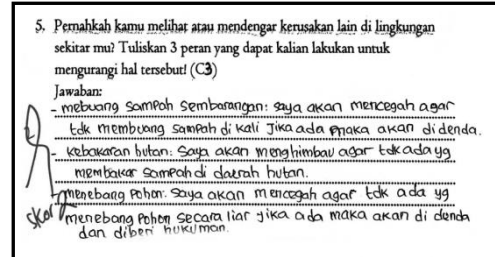 5. Pernahkah kamu melihat atau mendengar kerusakan lain di lingkungan
sekitar mu? Tuliskan 3 peran yang dapat kalian lakukan untuk
mengurangi hal tersebut! (C3)
Jawaban:
- mebuang sampah sembarangan: saya akan mencegah agar
tdk membuang sampah di kali Jika ada maka akan di denda.
- Kebakaran hutan: Saya akan menghimbau agar tdk ada yg
membakar sampah di daerah hutan.
- menebang pohon: Saya akan mencegah agar tdk ada yg
menebang pohon secara liar jika ada maka akan di denda
dan diberi hukuman.
skor